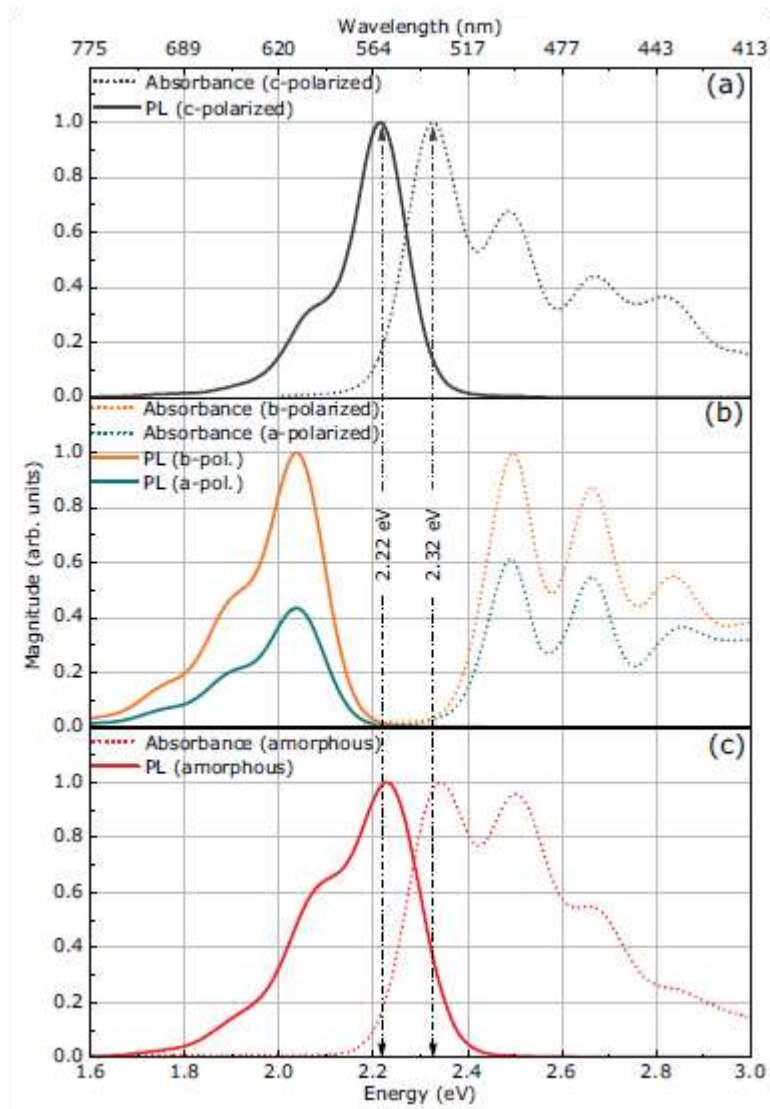 Wavelength (nm)
775 689 620 564 517 477 443 413
Absorbance (c-polarized)
PL (c-polarized)
(a)
1.0
0.8
0.6
0.4
0.2
0.0
Absorbance (b-polarized)
Absorbance (a-polarized)
PL (b-pol.)
PL (a-pol.)
(b)
1.0
0.8
0.6
0.4
0.2
0.0
2.22 eV
2.32 eV
Magnitude (arb. units)
Absorbance (amorphous)
PL (amorphous)
(c)
1.0
0.8
0.6
0.4
0.2
0.0
1.6 1.8 2.0 2.2 2.4 2.6 2.8 3.0
Energy (eV)